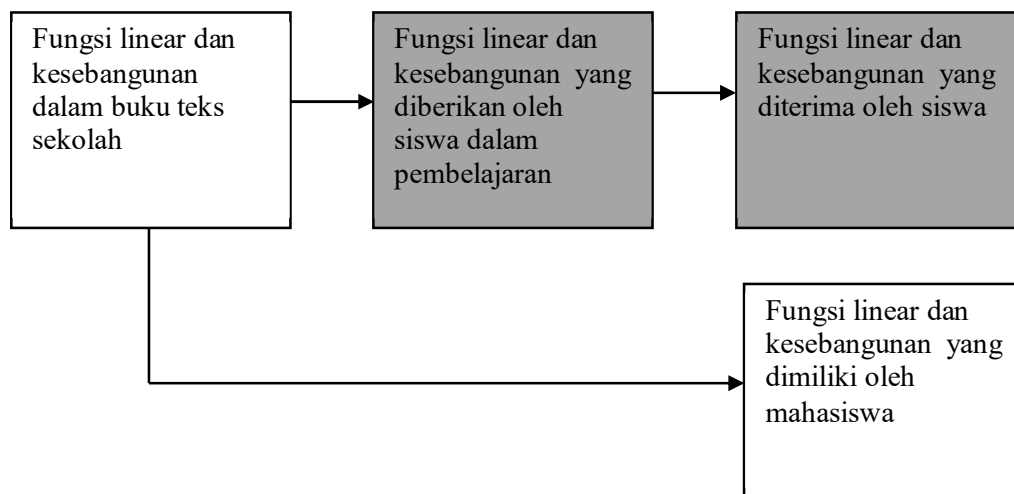 Fungsi linear dan
kesebangunan
dalam buku teks
sekolah
Fungsi linear dan
kesebangunan yang
diberikan oleh
siswa dalam
pembelajaran
Fungsi linear dan
kesebangunan yang
diterima oleh siswa
Fungsi linear dan
kesebangunan yang
dimiliki oleh
mahasiswa